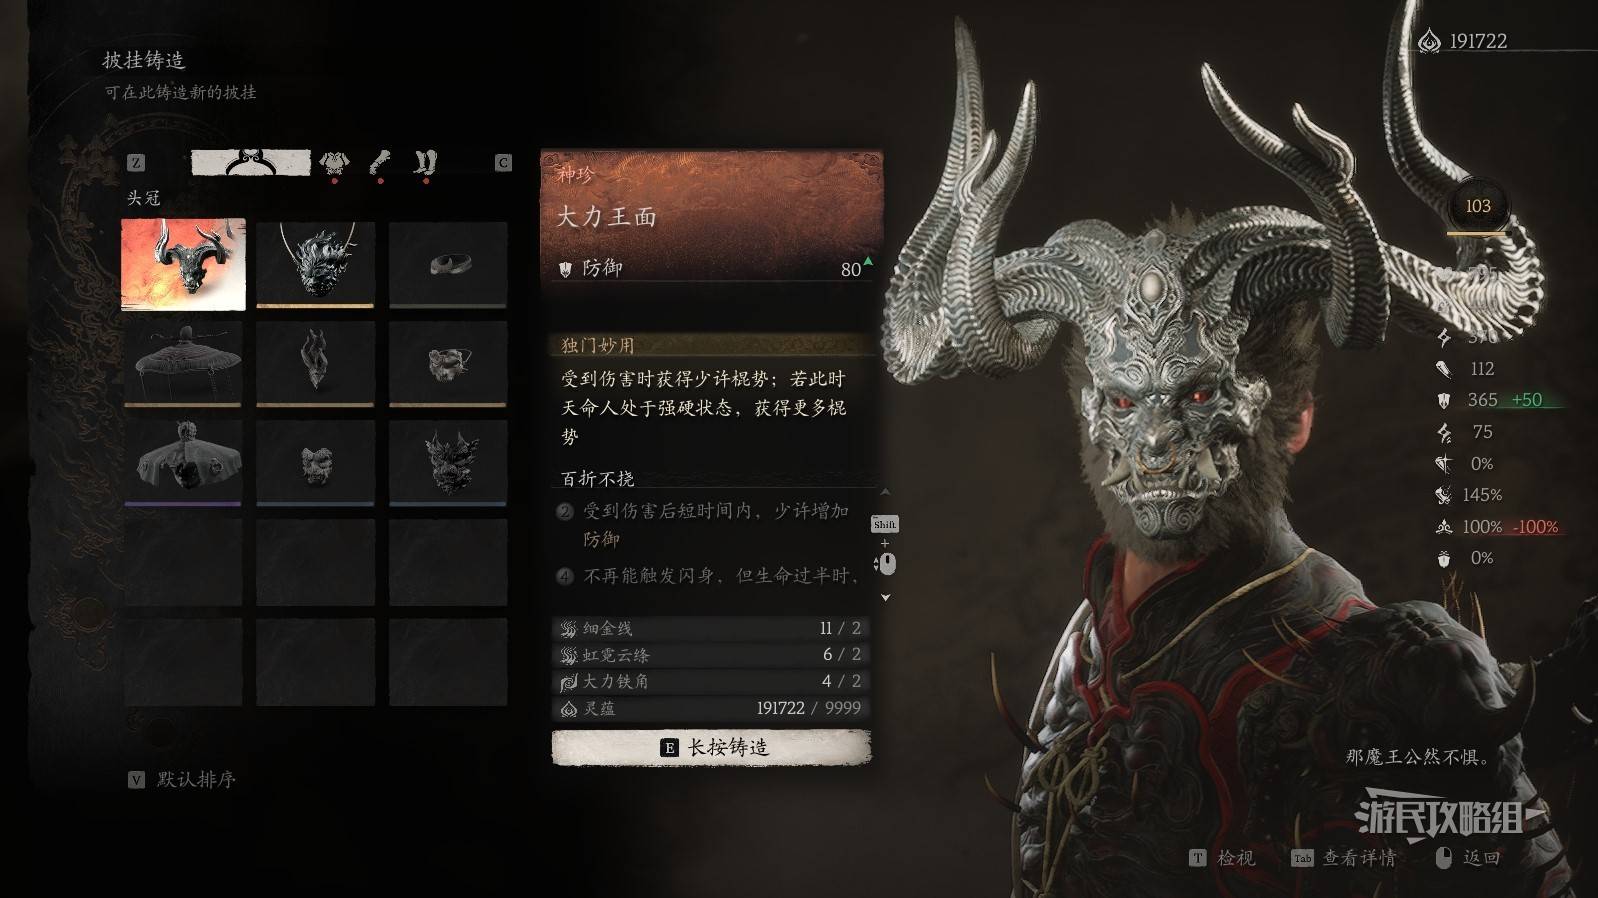 披挂铸造
可在此铸造新的披挂
191722
Z
C
头冠
神珍
大力王面
防御 80
独门妙用
受到伤害时获得少许棍势；若此时
天命人处于强硬状态，获得更多棍
势
百折不挠
2 受到伤害后短时间内，少许增加
防御
4 不再能触发闪身，但生命过半时，
Shift
+
细金线 11 / 2
虹霓云绦 6 / 2
大力铁角 4 / 2
灵蕴 191722 / 9999
E 长按铸造
V 默认排序
103
370
112
365 +50
75
0%
145%
100% -100%
0%
那魔王公然不惧。
游民攻略组
T 检视
Tab 查看详情
返回